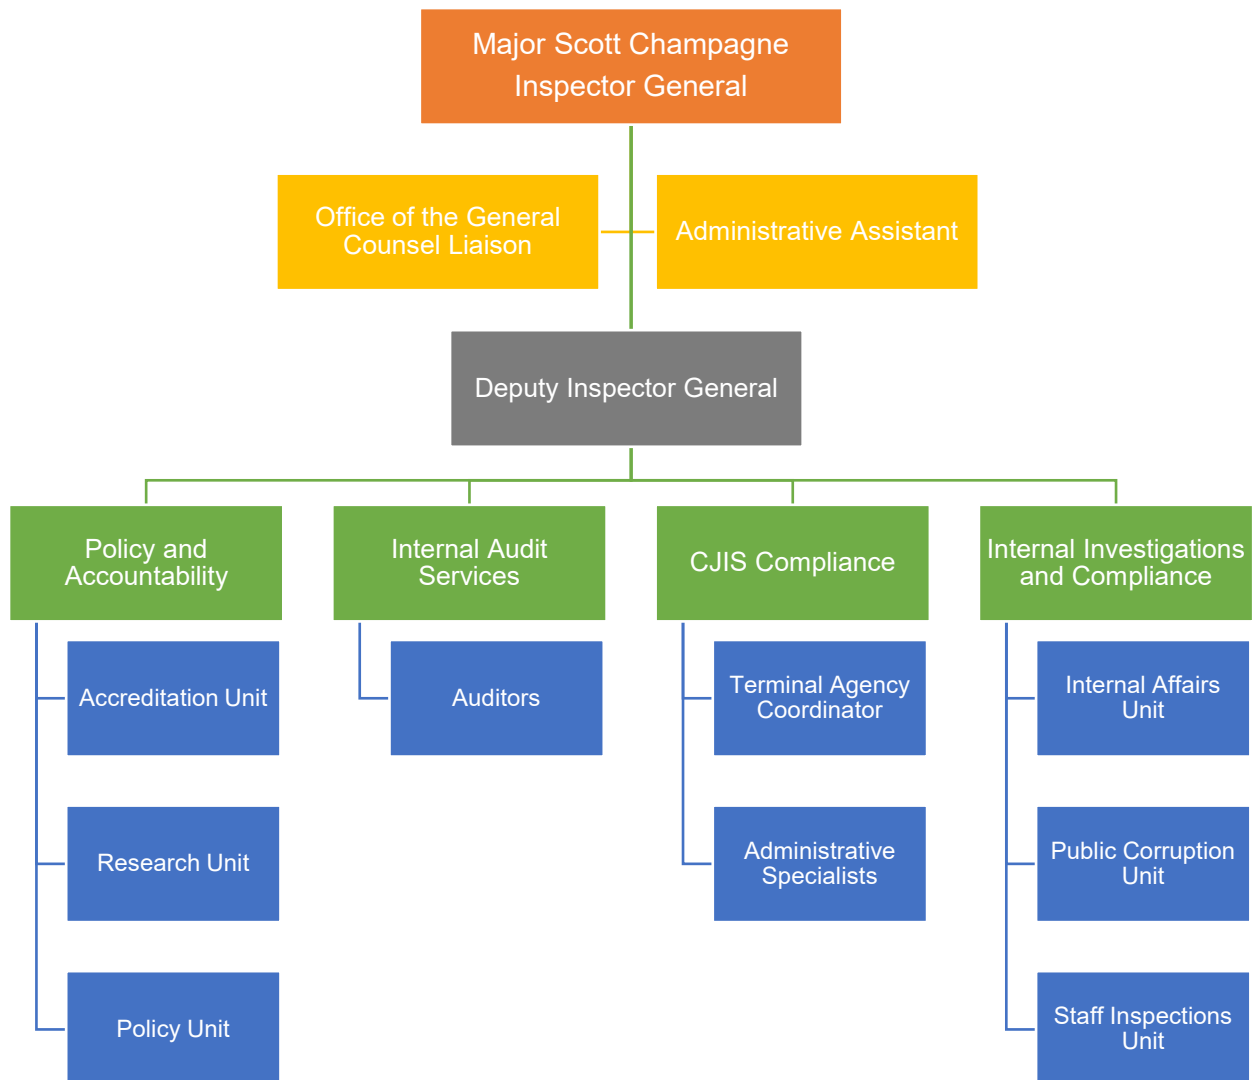 Major Scott Champagne
Inspector General
Office of the General
Counsel Liaison
Administrative Assistant
Deputy Inspector General
Policy and
Accountability
Internal Audit
Services
CJIS Compliance
Internal Investigations
and Compliance
Accreditation Unit
Auditors
Terminal Agency
Coordinator
Internal Affairs
Unit
Research Unit
Administrative
Specialists
Public Corruption
Unit
Policy Unit
Staff Inspections
Unit